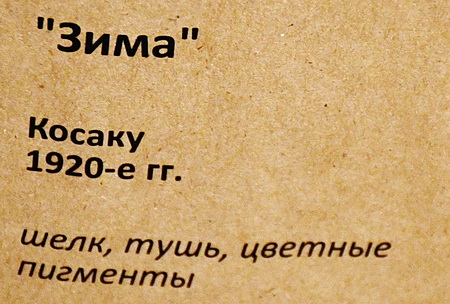 "Зима"
Косаку
1920-е гг.
шелк, тушь, цветные
пигменты